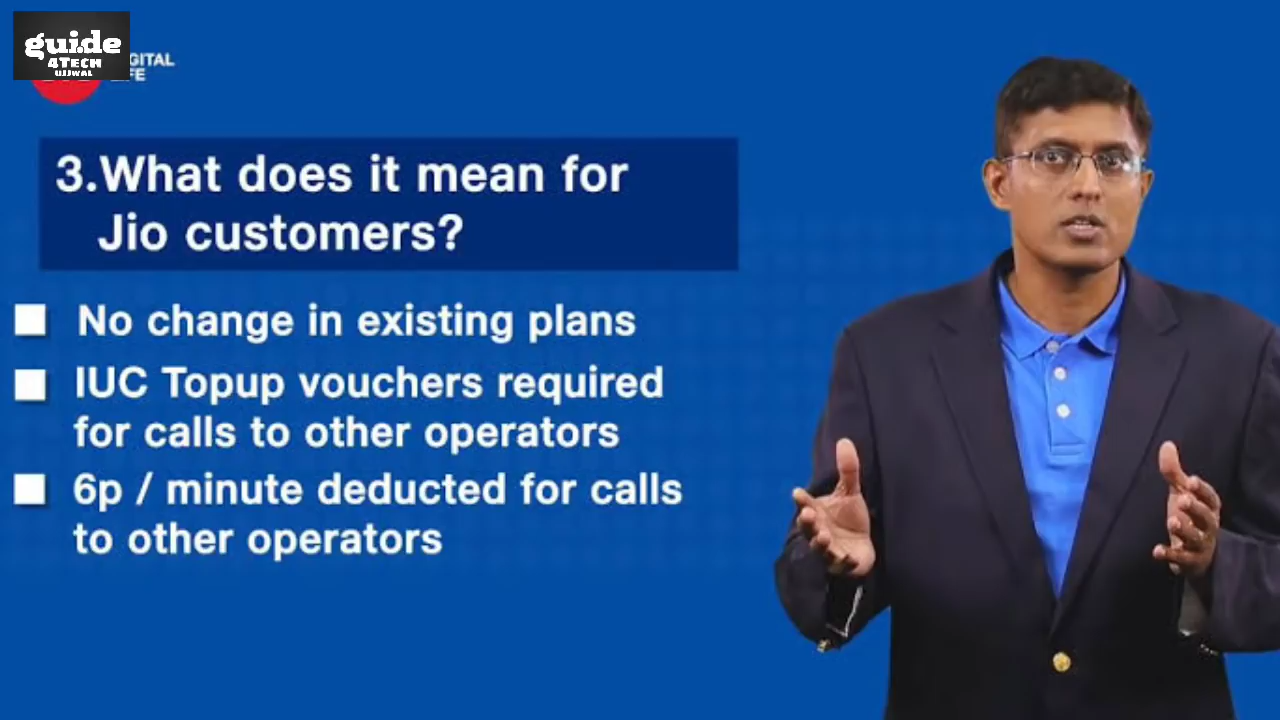 guide
4TECH
UJJWAL
GITAL
FE
3.What does it mean for
Jio customers?
No change in existing plans
IUC Topup vouchers required
for calls to other operators
6p / minute deducted for calls
to other operators